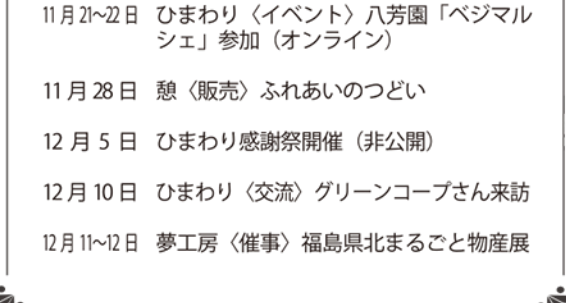 11月21~22日 ひまわり〈イベント〉八芳園「ベジマル
シェ」参加（オンライン）
11月28日 憩〈販売〉ふれあいのつどい
12月5日 ひまわり感謝祭開催（非公開）
12月10日 ひまわり〈交流〉グリーンコープさん来訪
12月11~12日 夢工房〈催事〉福島県北まるごと物産展